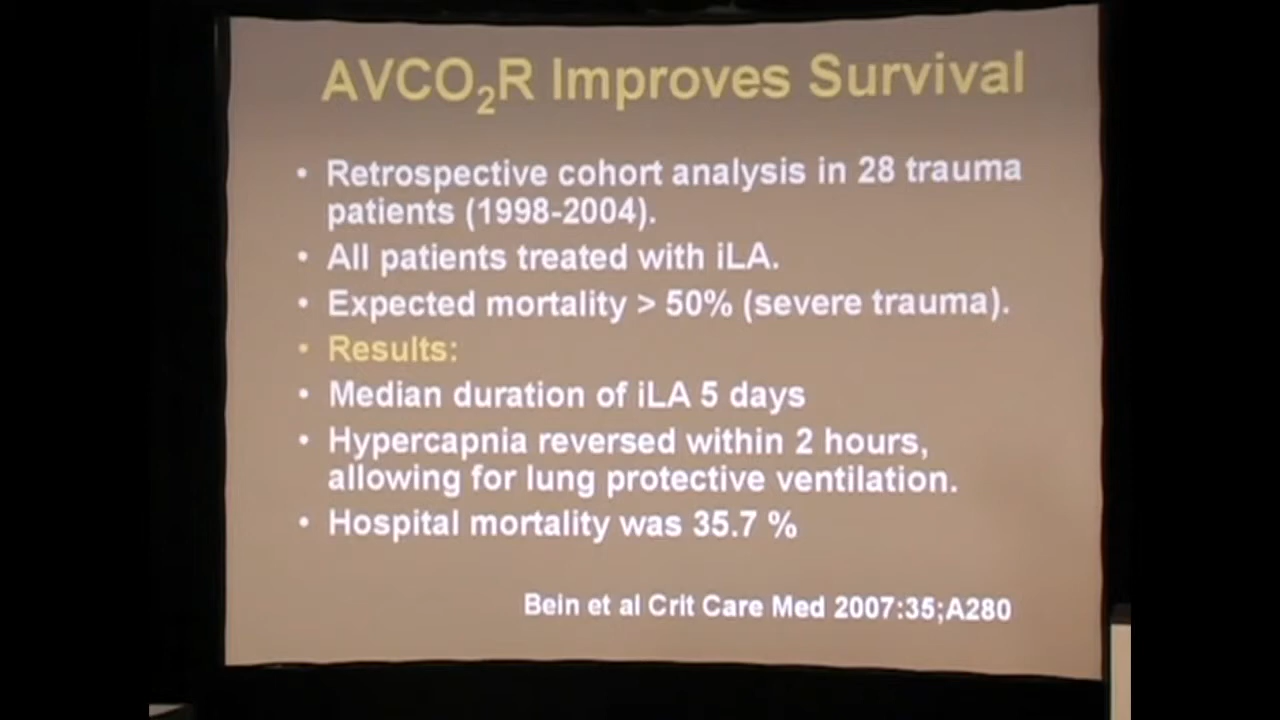 AVCO₂R Improves Survival
• Retrospective cohort analysis in 28 trauma
patients (1998-2004).
• All patients treated with iLA.
• Expected mortality > 50% (severe trauma).
• Results:
• Median duration of iLA 5 days
• Hypercapnia reversed within 2 hours,
allowing for lung protective ventilation.
• Hospital mortality was 35.7 %
Bein et al Crit Care Med 2007:35;A280